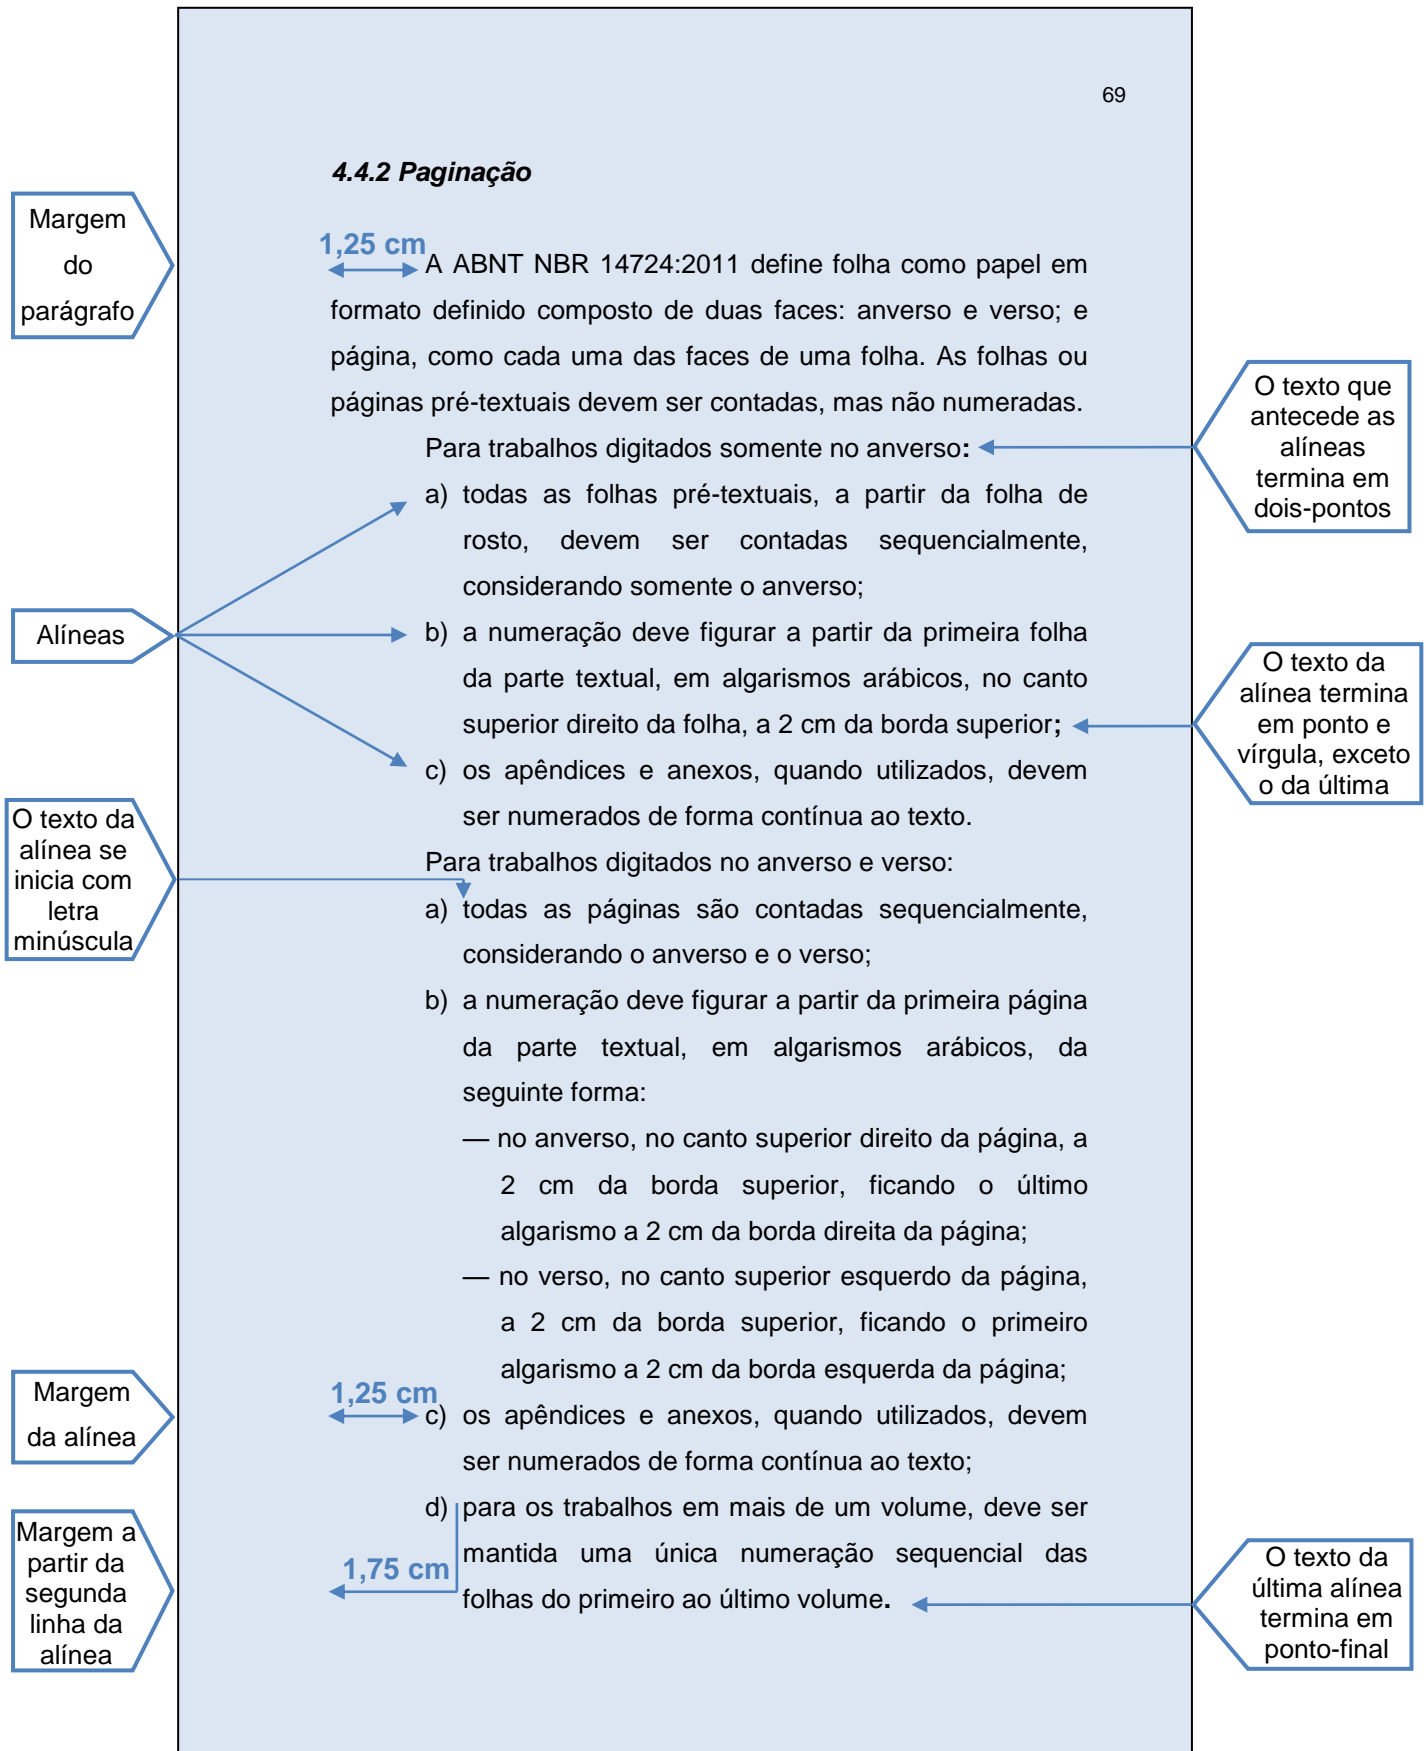 69
4.4.2 Paginação
Margem
do
parágrafo
1,25 cm
A ABNT NBR 14724:2011 define folha como papel em
formato definido composto de duas faces: anverso e verso; e
página, como cada uma das faces de uma folha. As folhas ou
páginas pré-textuais devem ser contadas, mas não numeradas.
O texto que
antecede as
alíneas
termina em
dois-pontos
Para trabalhos digitados somente no anverso:
a) todas as folhas pré-textuais, a partir da folha de
rosto, devem ser contadas sequencialmente,
considerando somente o anverso;
Alíneas
b) a numeração deve figurar a partir da primeira folha
da parte textual, em algarismos arábicos, no canto
superior direito da folha, a 2 cm da borda superior;
O texto da
alínea termina
em ponto e
vírgula, exceto
o da última
c) os apêndices e anexos, quando utilizados, devem
ser numerados de forma contínua ao texto.
O texto da
alínea se
inicia com
letra
minúscula
Para trabalhos digitados no anverso e verso:
a) todas as páginas são contadas sequencialmente,
considerando o anverso e o verso;
b) a numeração deve figurar a partir da primeira página
da parte textual, em algarismos arábicos, da
seguinte forma:
— no anverso, no canto superior direito da página, a
2 cm da borda superior, ficando o último
algarismo a 2 cm da borda direita da página;
— no verso, no canto superior esquerdo da página,
a 2 cm da borda superior, ficando o primeiro
algarismo a 2 cm da borda esquerda da página;
Margem
da alínea
1,25 cm
c) os apêndices e anexos, quando utilizados, devem
ser numerados de forma contínua ao texto;
Margem a
partir da
segunda
linha da
alínea
1,75 cm
d) para os trabalhos em mais de um volume, deve ser
mantida uma única numeração sequencial das
folhas do primeiro ao último volume.
O texto da
última alínea
termina em
ponto-final